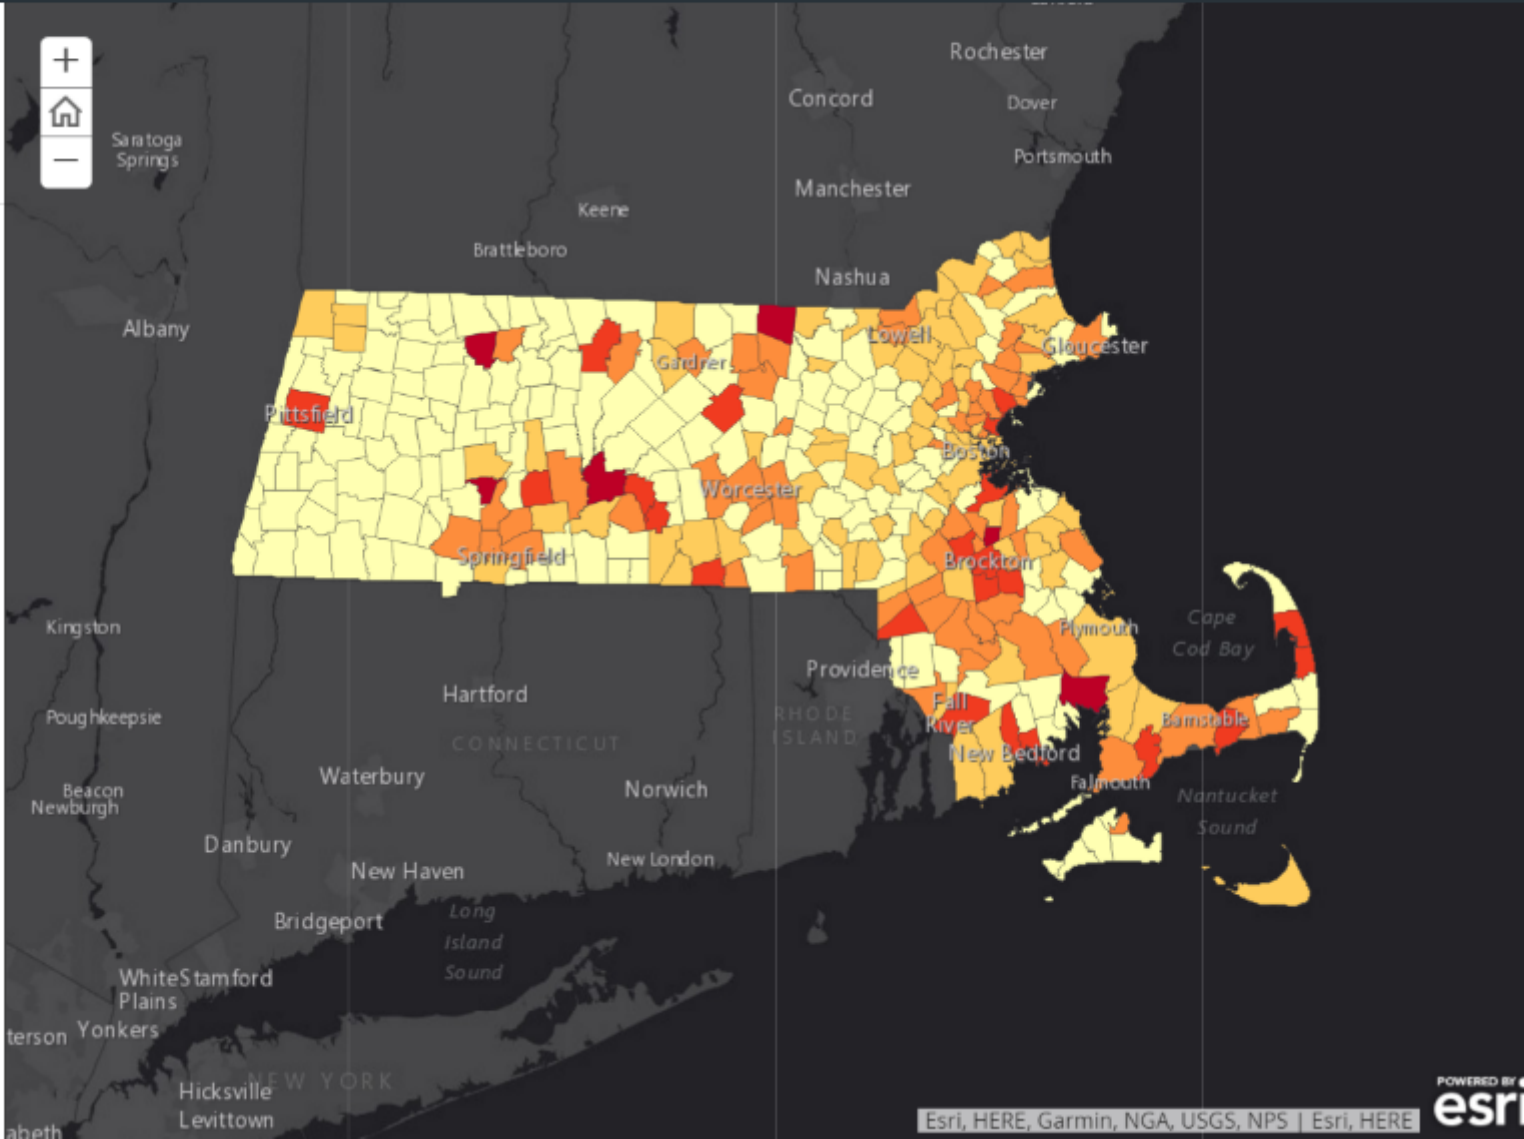 +
−
Rochester
Concord
Dover
Saratoga
Springs
Portsmouth
Manchester
Keene
Brattleboro
Nashua
Albany
Lowell
Gloucester
Gardner
Pittsfield
Boston
Worcester
Springfield
Brockton
Cape
Cod Bay
Kingston
Plymouth
Providence
Hartford
Fall
River
Barnstable
Poughkeepsie
RHODE
ISLAND
CONNECTICUT
New Bedford
Waterbury
Falmouth
Norwich
Beacon
Newburgh
Nantucket
Sound
Danbury
New London
New Haven
Long
Island
Sound
Bridgeport
White
Plains
Stamford
Yonkers
terson
NEW YORK
Hicksville
Levittown
abeth
POWERED BY
esri
Esri, HERE, Garmin, NGA, USGS, NPS | Esri, HERE